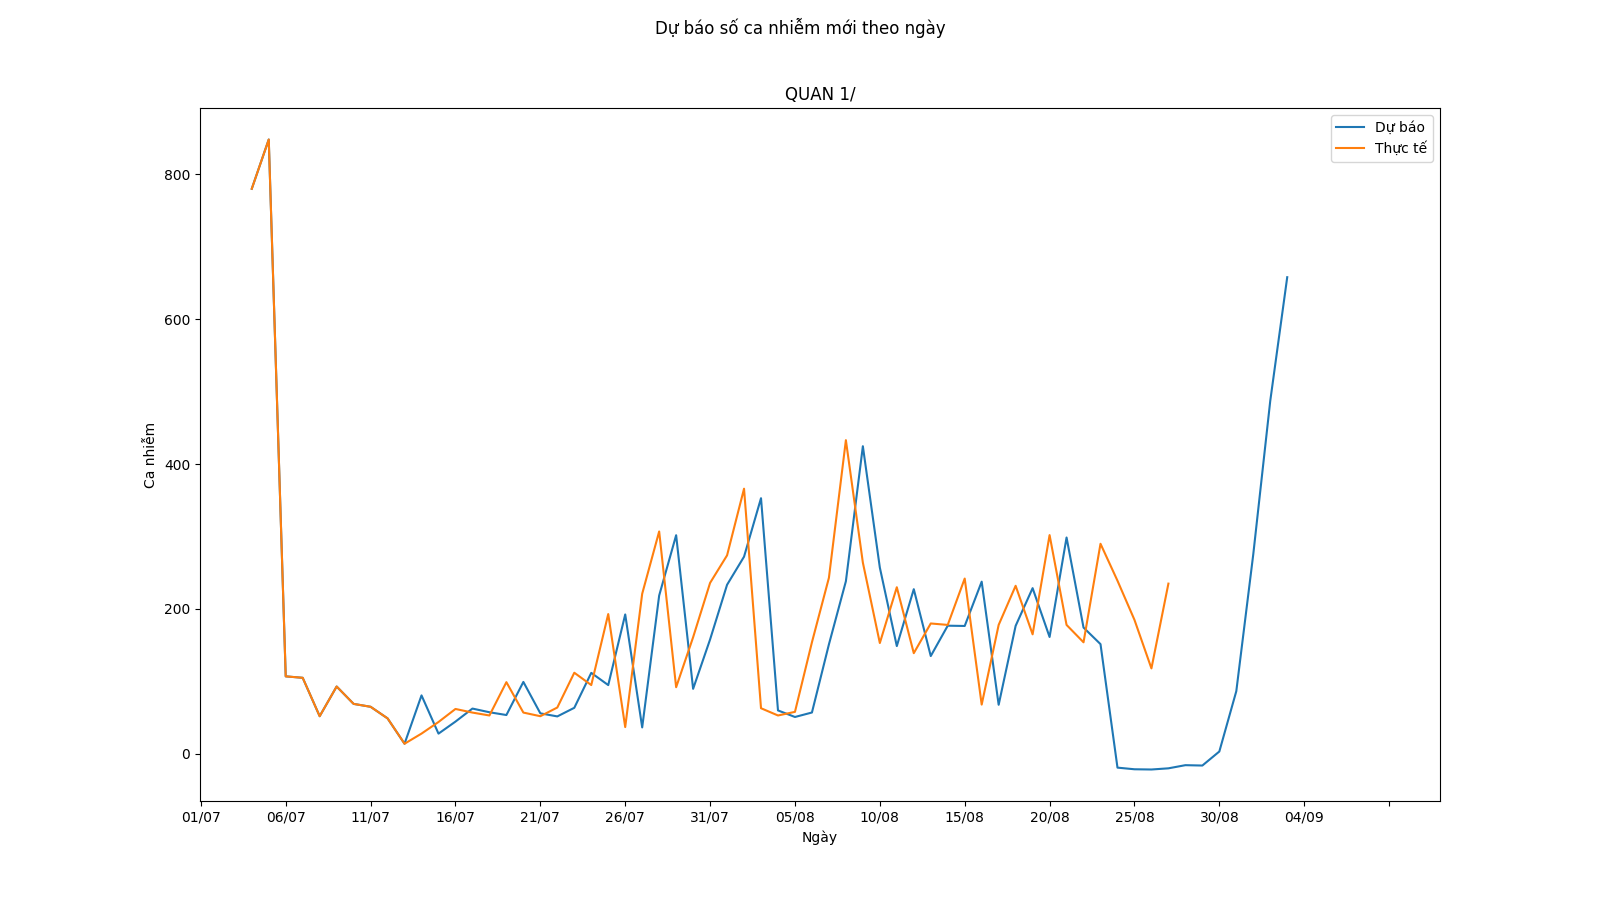 Dự báo số ca nhiễm mới theo ngày
QUAN 1/
Dự báo
Thực tế
800
600
400
200
0
Ca nhiễm
01/07 06/07 11/07 16/07 21/07 26/07 31/07 05/08 10/08 15/08 20/08 25/08 30/08 04/09
Ngày